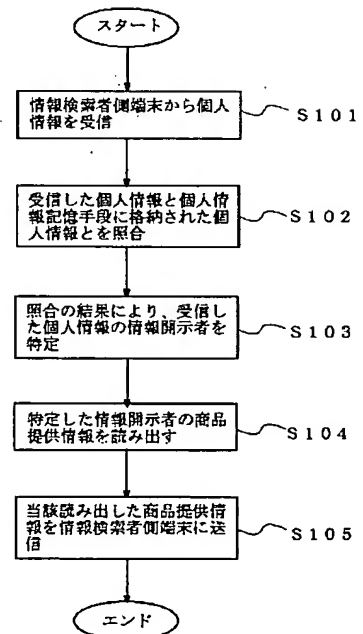 スタート
情報検索者側端末から個人
情報を受信
S101
受信した個人情報と個人情
報記憶手段に格納された個
人情報とを照合
S102
照合の結果により、受信し
た個人情報の情報開示者を
特定
S103
特定した情報開示者の商品
提供情報を読み出す
S104
当該読み出した商品提供情
報を情報検索者側端末に送
信
S105
エンド